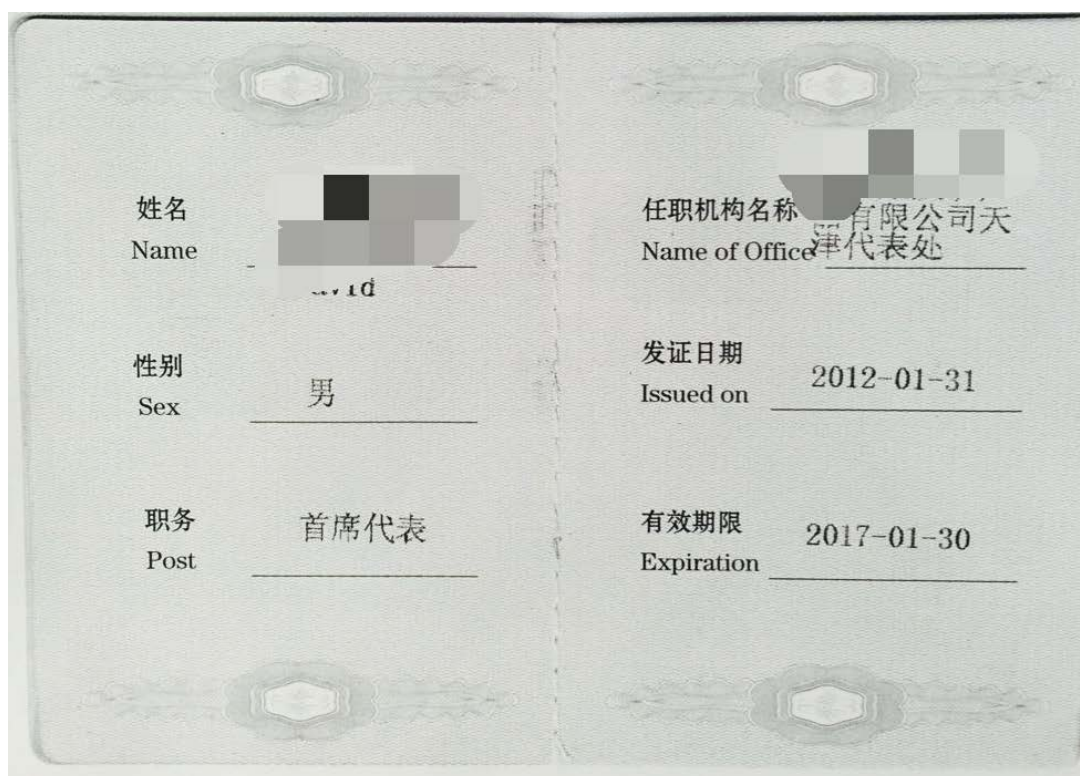 姓名
Name
性别
Sex
男
职务
Post
首席代表
任职机构名称
有限公司天
津代表处
Name of Office
发证日期
Issued on
2012-01-31
有效期限
Expiration
2017-01-30